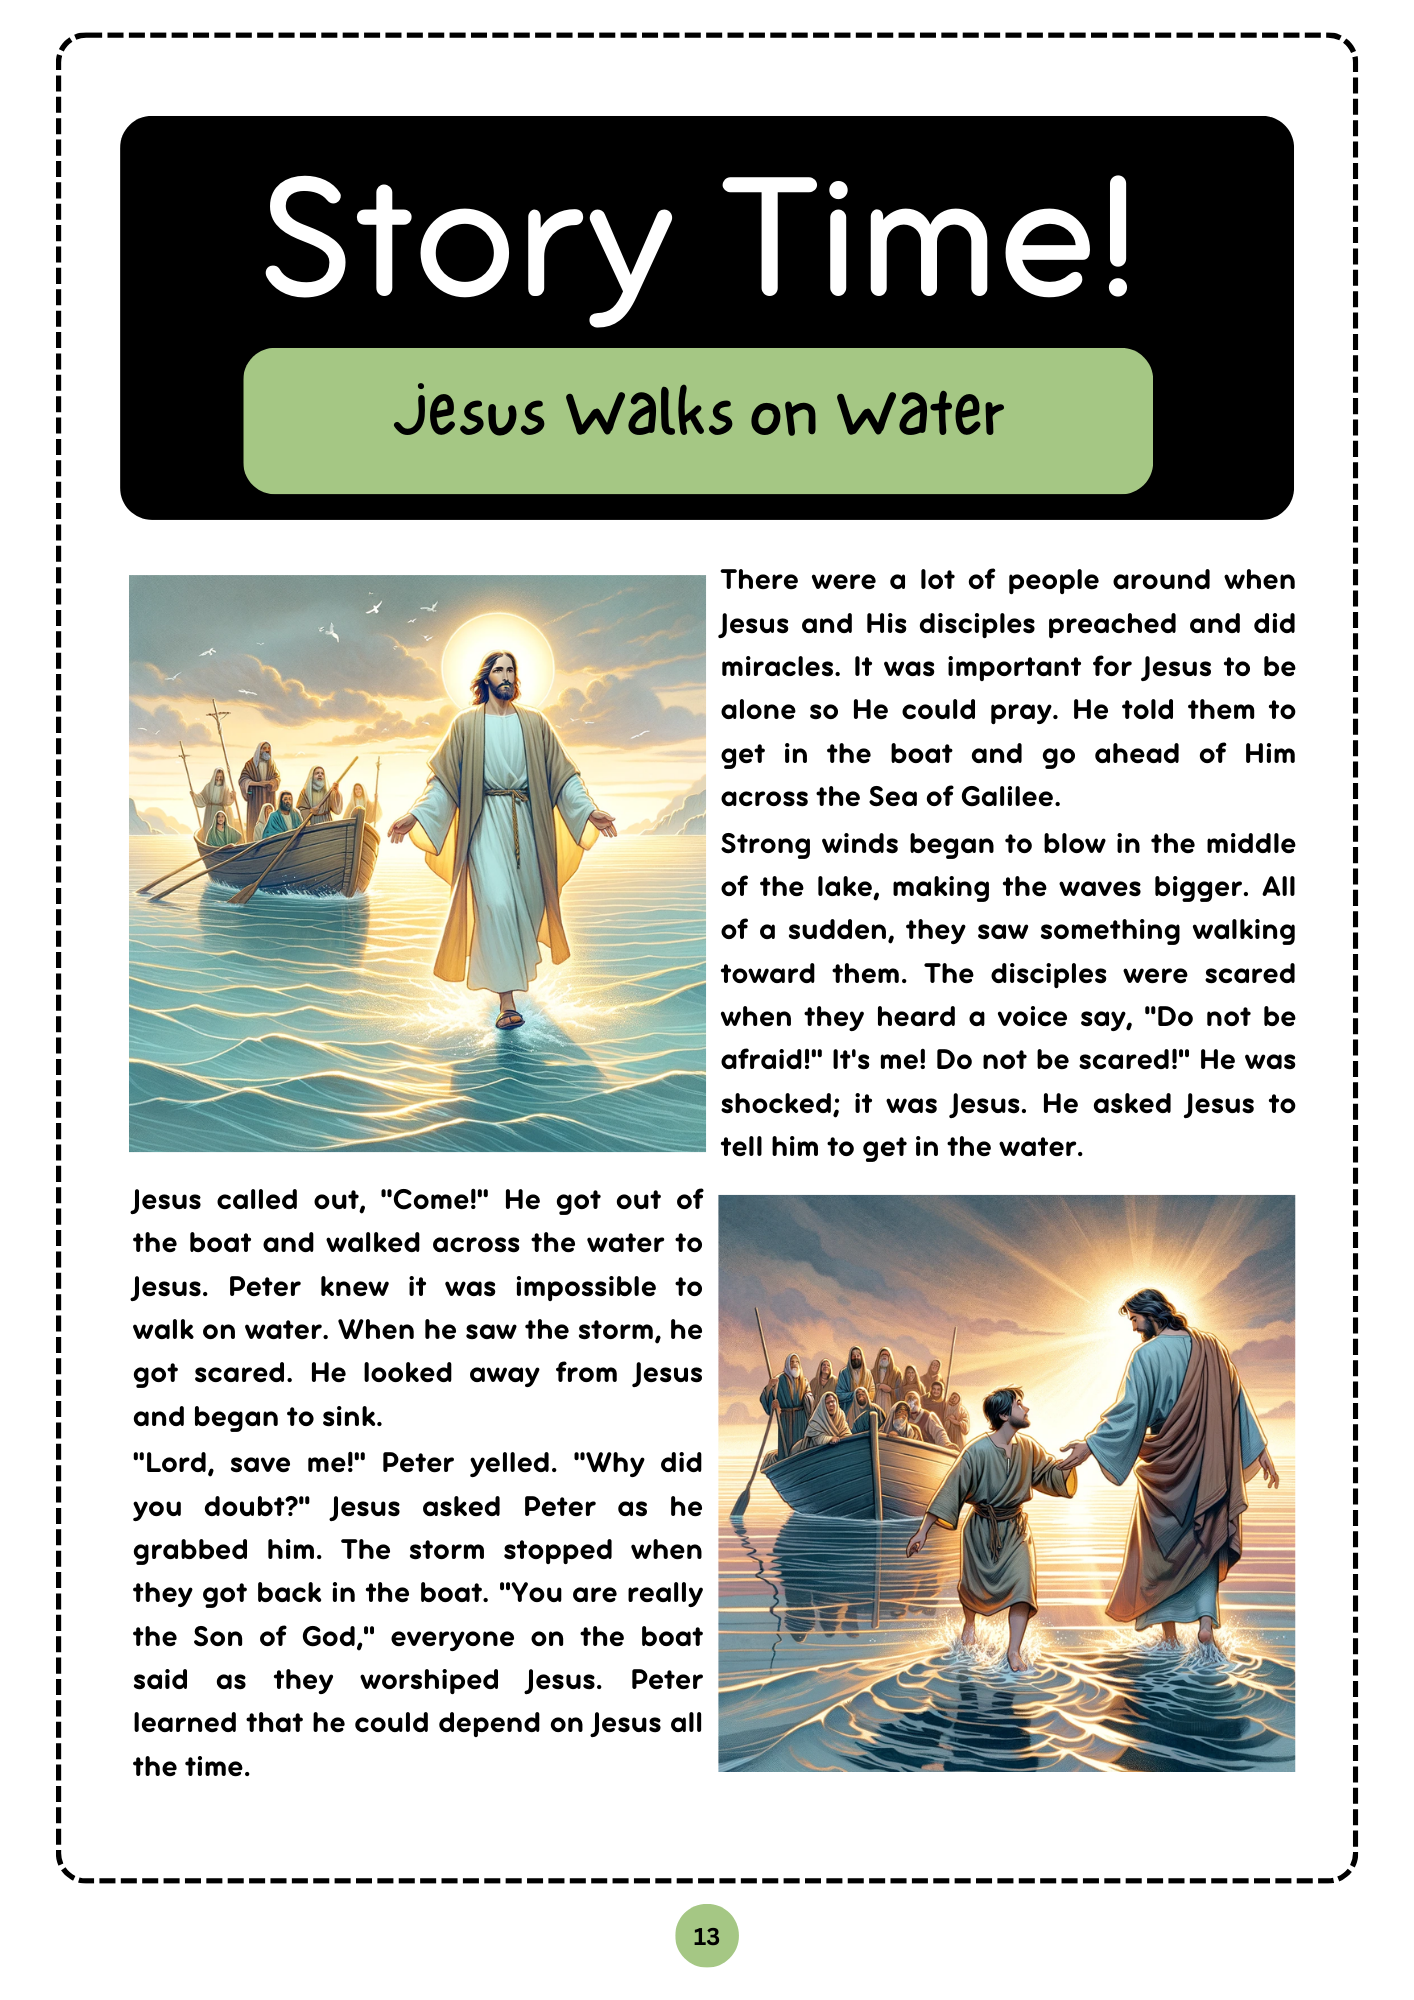 Story Time!
Jesus Walks on Water
There were a lot of people around when
Jesus and His disciples preached and did
miracles. It was important for Jesus to be
alone so He could pray. He told them to
get in the boat and go ahead of Him
across the Sea of Galilee.
Strong winds began to blow in the middle
of the lake, making the waves bigger. All
of a sudden, they saw something walking
toward them. The disciples were scared
when they heard a voice say, "Do not be
afraid!" It's me! Do not be scared!" He was
shocked; it was Jesus. He asked Jesus to
tell him to get in the water.
Jesus called out, "Come!" He got out of
the boat and walked across the water to
Jesus. Peter knew it was impossible to
walk on water. When he saw the storm, he
got scared. He looked away from Jesus
and began to sink.
"Lord, save me!" Peter yelled. "Why did
you doubt?" Jesus asked Peter as he
grabbed him. The storm stopped when
they got back in the boat. "You are really
the Son of God," everyone on the boat
said as they worshiped Jesus. Peter
learned that he could depend on Jesus all
the time.
13